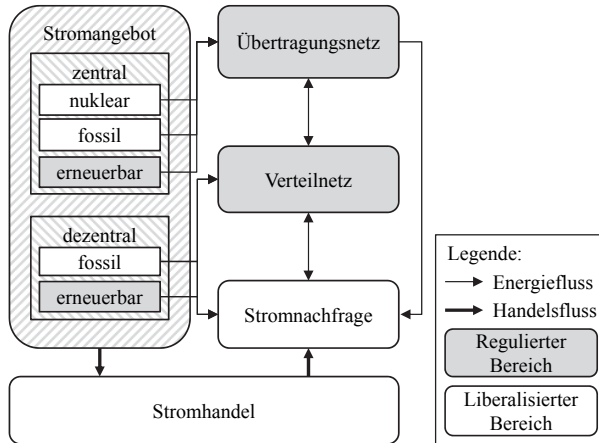 Stromangebot
zentral
nuklear
fossil
erneuerbar
dezentral
fossil
erneuerbar
Übertragungsnetz
Verteilnetz
Stromnachfrage
Stromhandel
Legende:
Energiefluss
Handelsfluss
Regulierter
Bereich
Liberalisierter
Bereich